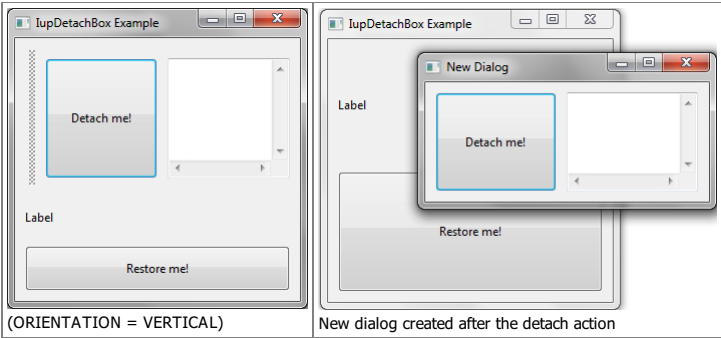 IupDetachBox Example
Detach me!
Label
Restore me!
(ORIENTATION = VERTICAL)
IupDetachBox Example
New Dialog
Label
Detach me!
Restore me!
New dialog created after the detach action